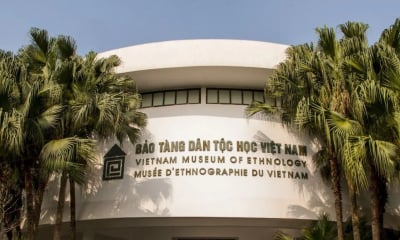 BẢO TÀNG DÂN TỘC HỌC VIỆT NAM
VIETNAM MUSEUM OF ETHNOLOGY
MUSÉE D'ETHNOGRAPHIE DU VIETNAM